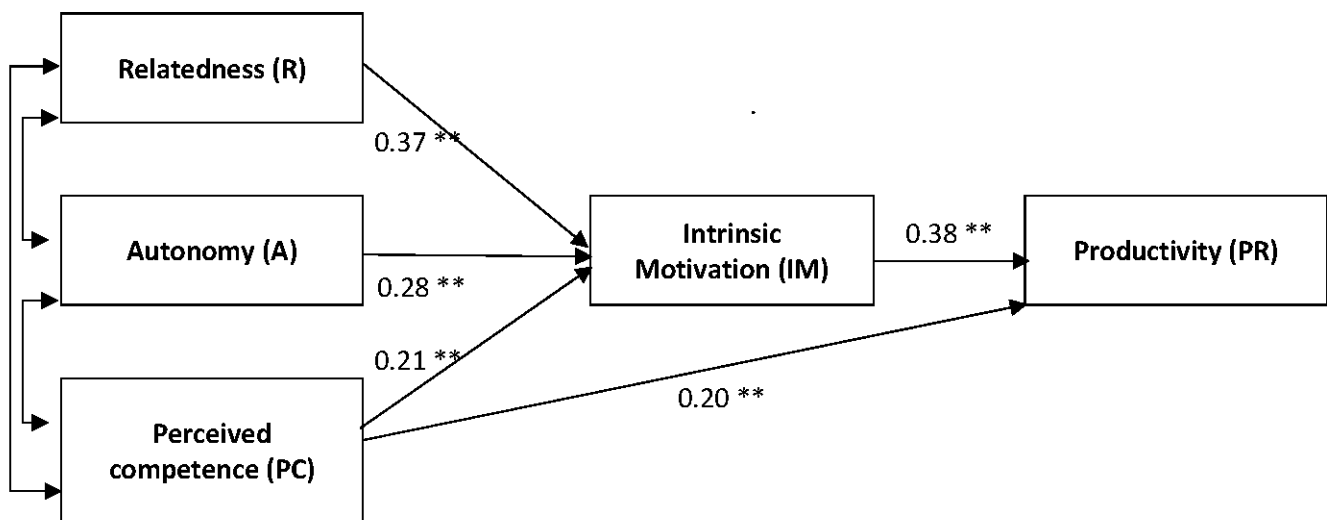 Relatedness (R)
0.37 **
Autonomy (A)
0.28 **
Intrinsic
Motivation (IM)
0.38 **
Productivity (PR)
0.21 **
0.20 **
Perceived
competence (PC)